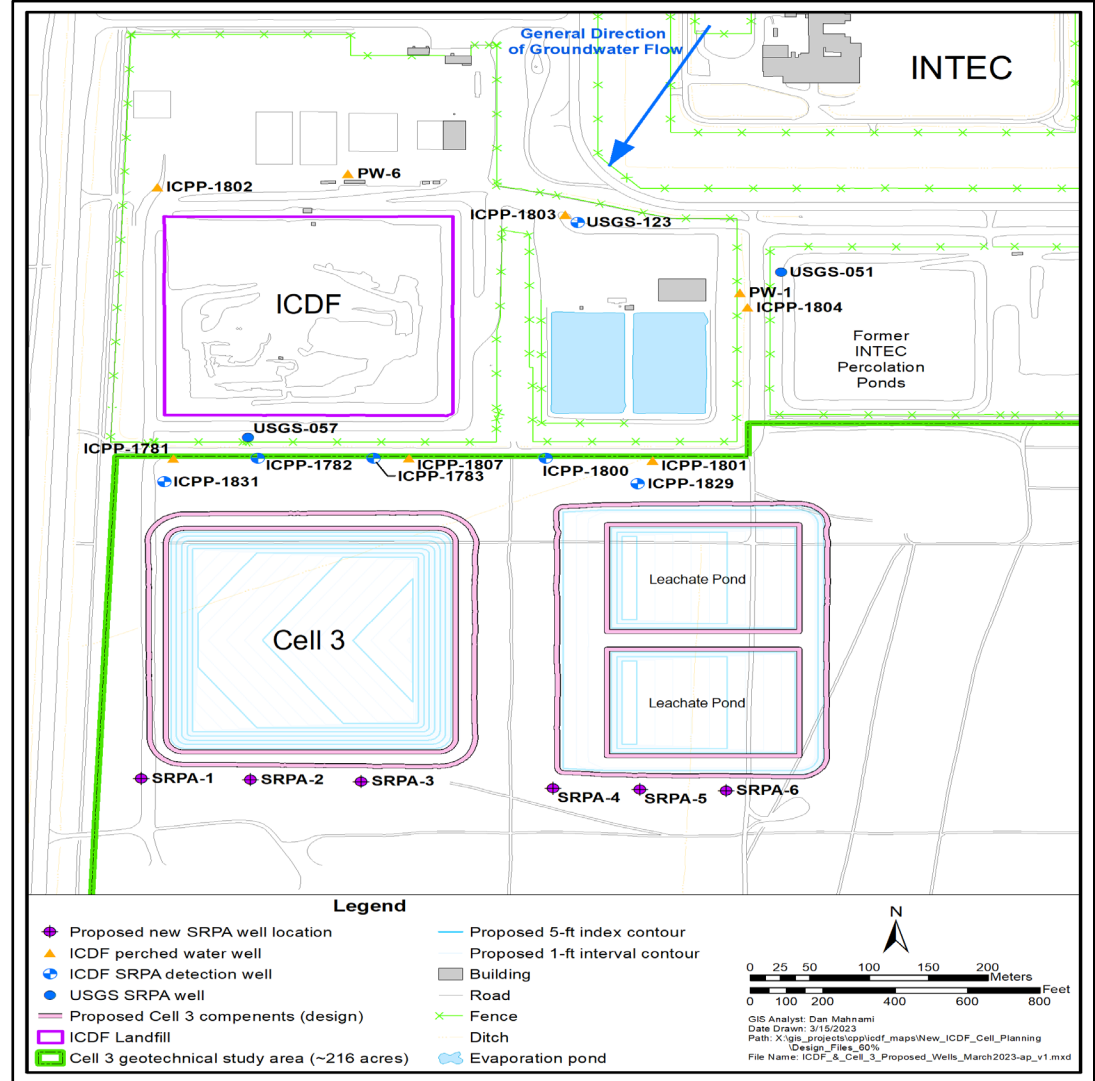 General Direction
of Groundwater Flow
INTEC
PW-6
ICPP-1802
ICPP-1803
USGS-123
USGS-051
PW-1
ICPP-1804
ICDF
Former
INTEC
Percolation
Ponds
USGS-057
ICPP-1781
ICPP-1782
ICPP-1807
ICPP-1783
ICPP-1800
ICPP-1801
ICPP-1831
ICPP-1829
Leachate Pond
Cell 3
Leachate Pond
SRPA-1
SRPA-2
SRPA-3
SRPA-4
SRPA-5
SRPA-6
Legend
Proposed new SRPA well location
ICDF perched water well
ICDF SRPA detection well
USGS SRPA well
Proposed Cell 3 compenents (design)
ICDF Landfill
Cell 3 geotechnical study area (~216 acres)
Proposed 5-ft index contour
Proposed 1-ft interval contour
Building
Road
Fence
Ditch
Evaporation pond
N
0 25 50 100 150 200
Meters
Feet
0 100 200 400 600 800
GIS Analyst: Dan Mahnami
Date Drawn: 3/15/2023
Path: X:\gis_projects\cpp\icdf_maps\New_ICDF_Cell_Planning
\Design_Files_60%
File Name: ICDF_&_Cell_3_Proposed_Wells_March2023-ap_v1.mxd